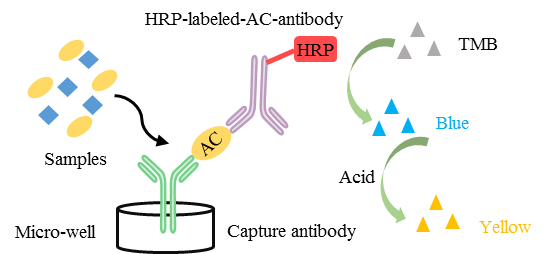 HRP-labeled-AC-antibody
HRP
TMB
Blue
AC
Samples
Acid
Micro-well
Capture antibody
Yellow